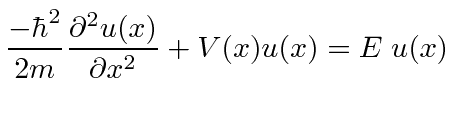 \frac{-\hbar^2}{2m} \frac{\partial^2 u(x)}{\partial x^2} + V(x)u(x) = E \ u(x)